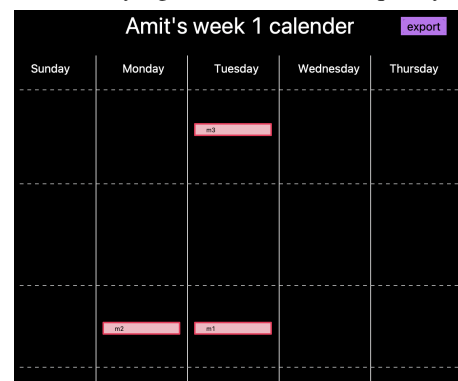 Amit's week 1 calender
export
Sunday Monday Tuesday Wednesday Thursday
m3
m2 m1